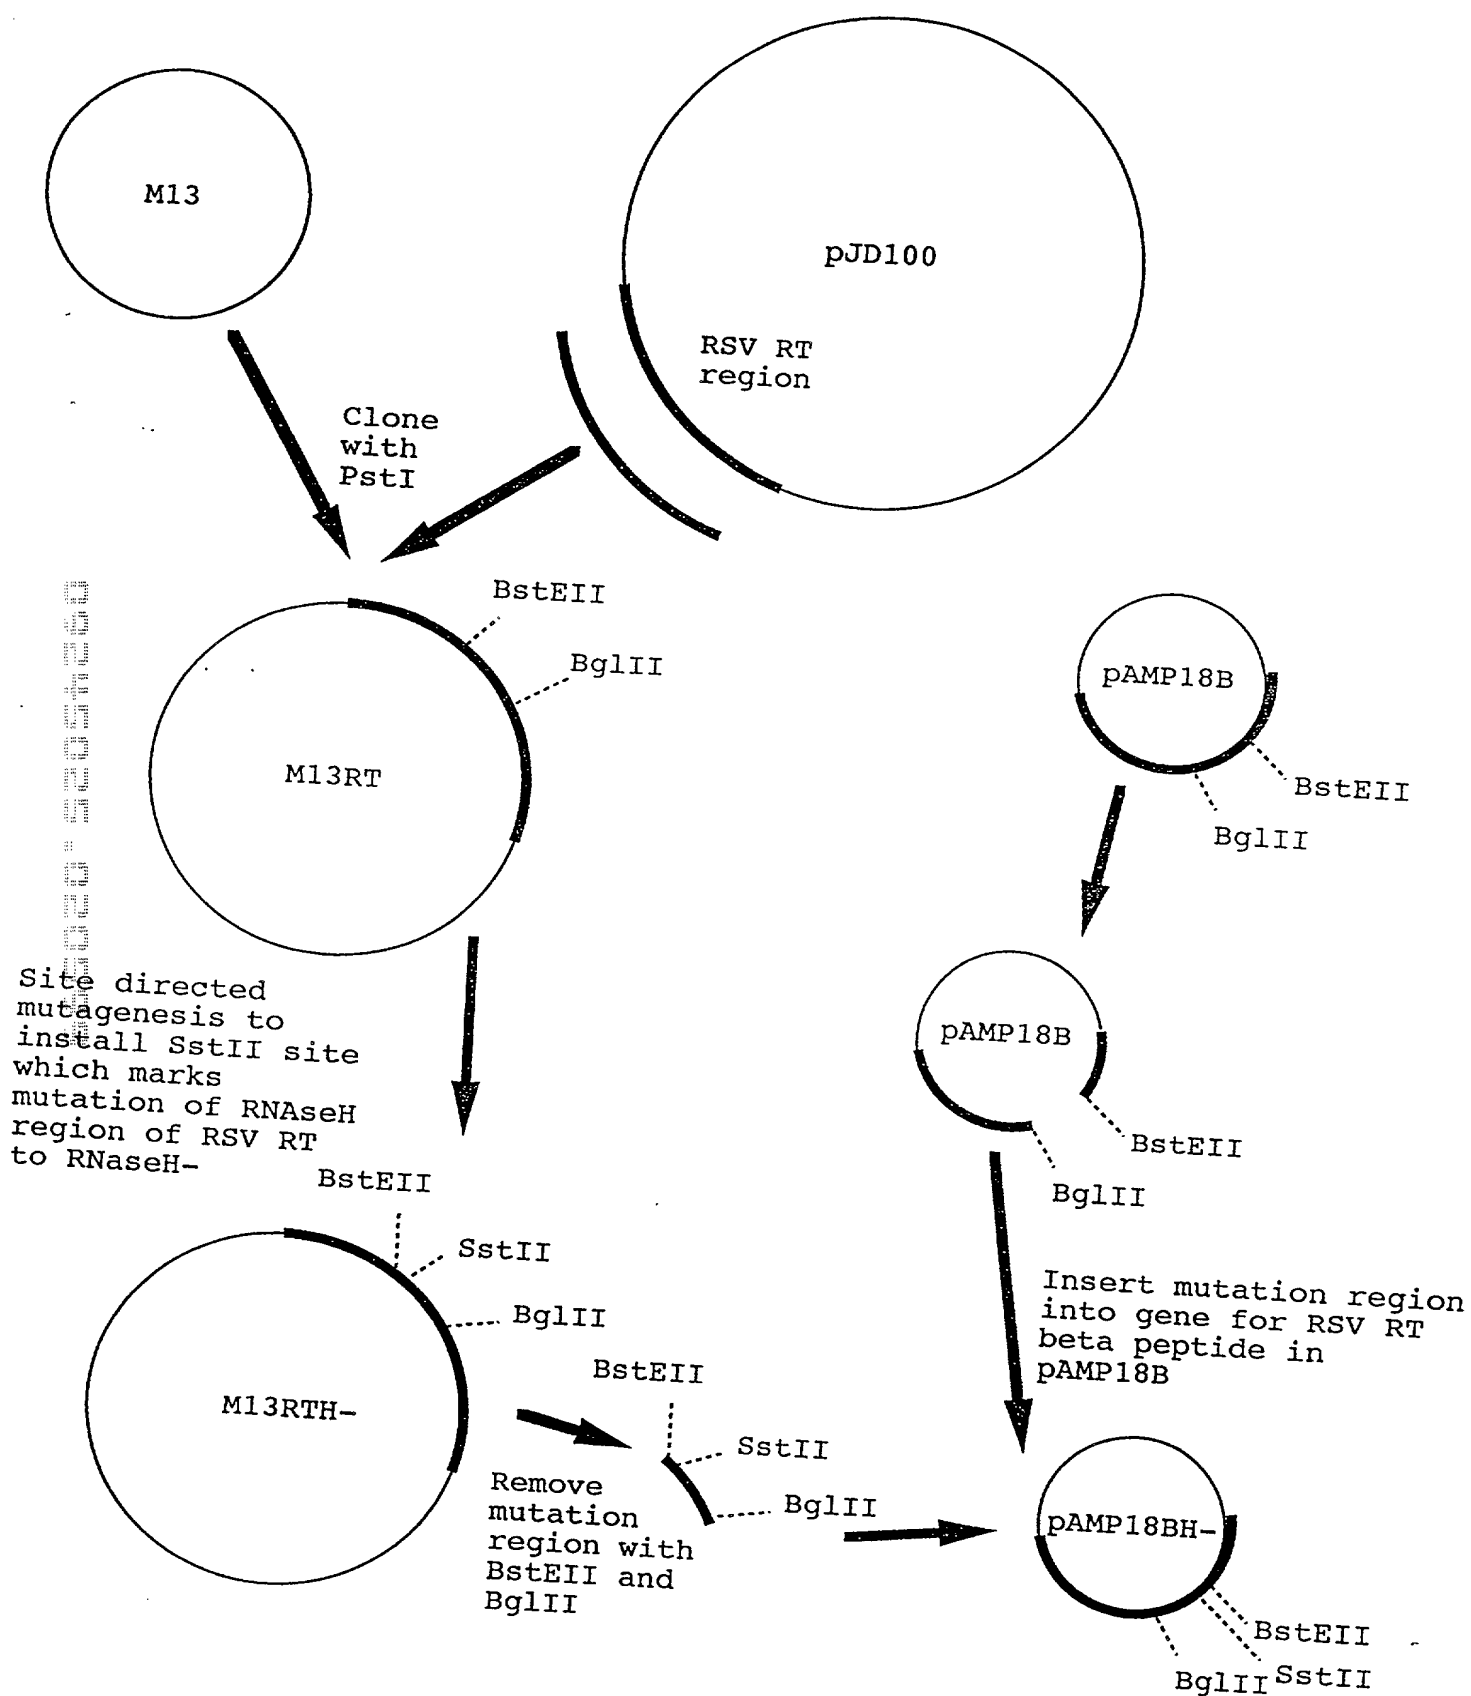 M13
pJD100
RSV RT
region
Clone
with
PstI
BstEII
BglII
M13RT
pAMP18B
BstEII
BglII
Site directed
mutagenesis to
install SstII site
which marks
mutation of RNAseH
region of RSV RT
to RNaseH-
pAMP18B
BstEII
BglII
BstEII
SstII
BglII
M13RTH-
Insert mutation region
into gene for RSV RT
beta peptide in
pAMP18B
BstEII
SstII
BglII
Remove
mutation
region with
BstEII and
BglII
pAMP18BH-
BstEII
SstII
BglII